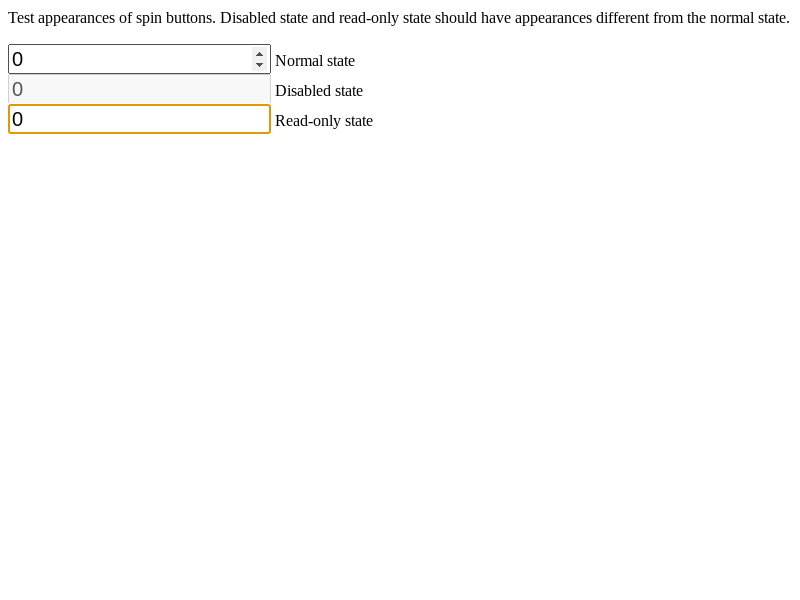 Test appearances of spin buttons. Disabled state and read-only state should have appearances different from the normal state.
0 Normal state
0 Disabled state
0 Read-only state